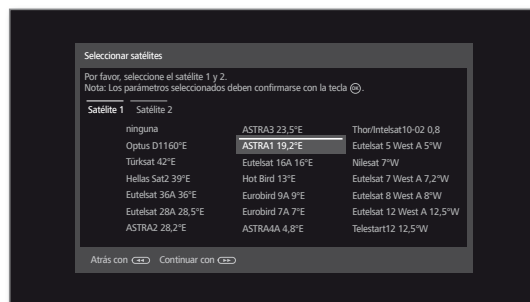 Seleccionar satélites
Por favor, seleccione el satélite 1 y 2.
Nota: Los parámetros seleccionados deben confirmarse con la tecla OK.
Satélite 1 Satélite 2
ninguna ASTRA3 23,5°E Thor/Intelsat10-02 0,8
Optus D1160°E ASTRA1 19,2°E Eutelsat 5 West A 5°W
Türksat 42°E Eutelsat 16A 16°E Nilesat 7°W
Hellas Sat2 39°E Hot Bird 13°E Eutelsat 7 West A 7,2°W
Eutelsat 36A 36°E Eurobird 9A 9°E Eutelsat 8 West A 8°W
Eutelsat 28A 28,5°E Eurobird 7A 7°E Eutelsat 12 West A 12,5°W
ASTRA2 28,2°E ASTRA4A 4,8°E Telestart12 12,5°W
Atrás con Continuar con